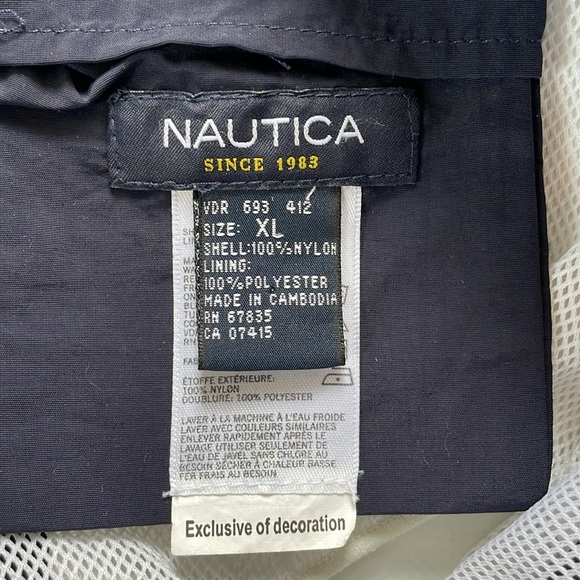 NAUTICA
SINCE 1983
VDR 693 412
SIZE: XL
SHELL:100%NYLON
LINING:
100%POLYESTER
MADE IN CAMBODIA
RN 67835
CA 07415
ÉTOFFE EXTÉRIEURE:
100% NYLON
DOUBLURE: 100% POLYESTER
LAVER À LA MACHINE À L'EAU FROIDE
AVEC COULEURS SIMILAIRES
ENLEVER RAPIDEMENT APRÈS LE
LAVAGE UTILISER SEULEMENT DE
L'EAU DE JAVEL SANS CHLORE AU
BESOIN SÉCHER À CHALEUR BASSE
FER FRAIS AU BESOIN.
Exclusive of decoration